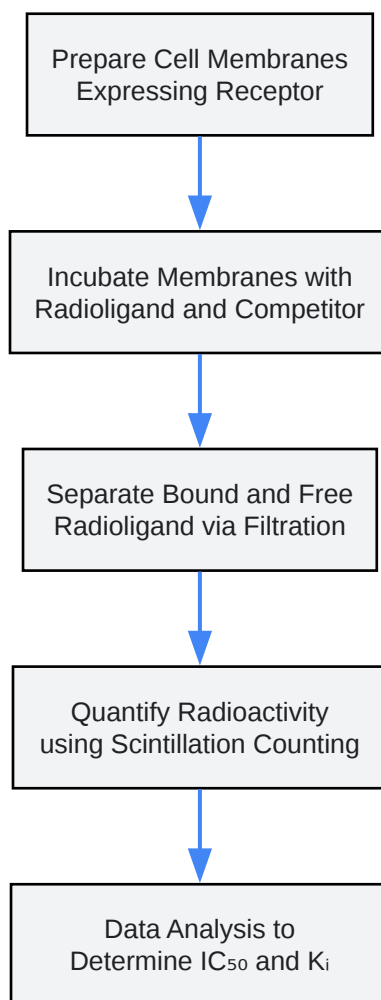 Prepare Cell Membranes
Expressing Receptor
Incubate Membranes with
Radioligand and Competitor
Separate Bound and Free
Radioligand via Filtration
Quantify Radioactivity
using Scintillation Counting
Data Analysis to
Determine IC₅₀ and Kᵢ